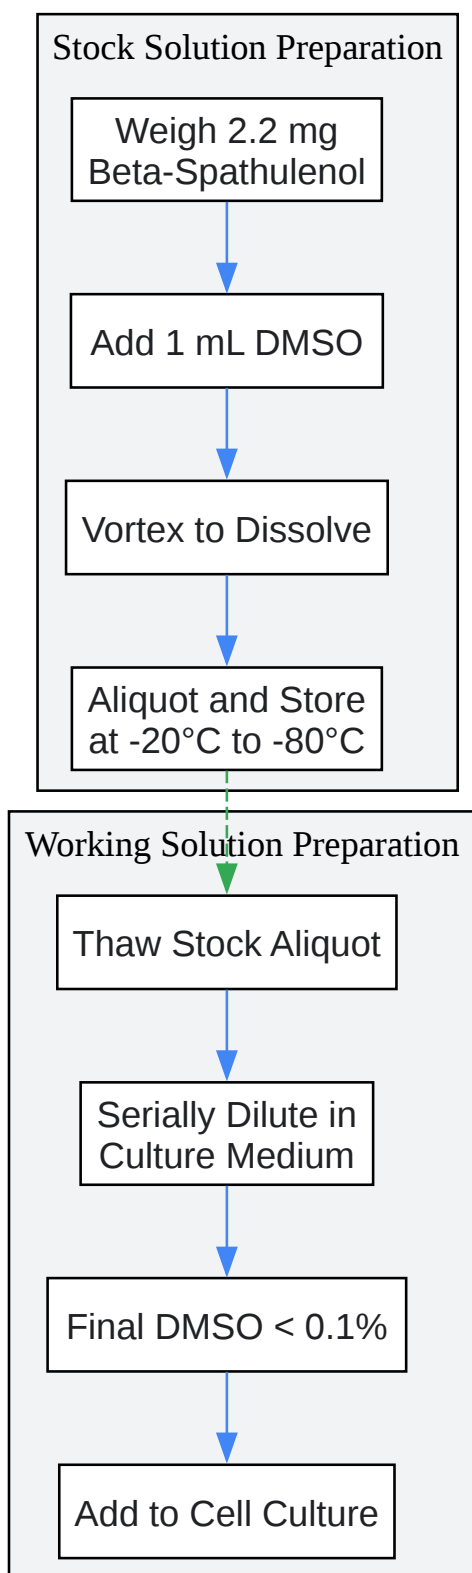 Stock Solution Preparation
Weigh 2.2 mg
Beta-Spathulenol
Add 1 mL DMSO
Vortex to Dissolve
Aliquot and Store
at -20°C to -80°C
Working Solution Preparation
Thaw Stock Aliquot
Serially Dilute in
Culture Medium
Final DMSO < 0.1%
Add to Cell Culture